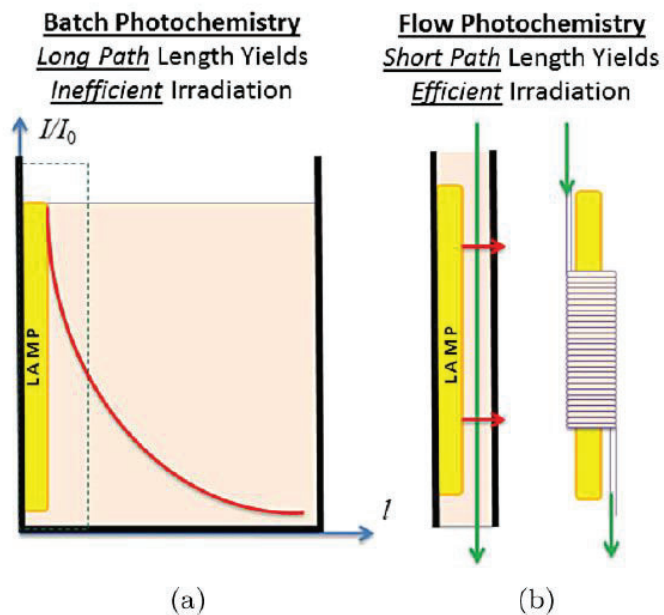 Batch Photochemistry
Long Path Length Yields
Inefficient Irradiation
I/I0
LAMP
l
(a)
Flow Photochemistry
Short Path Length Yields
Efficient Irradiation
LAMP
(b)